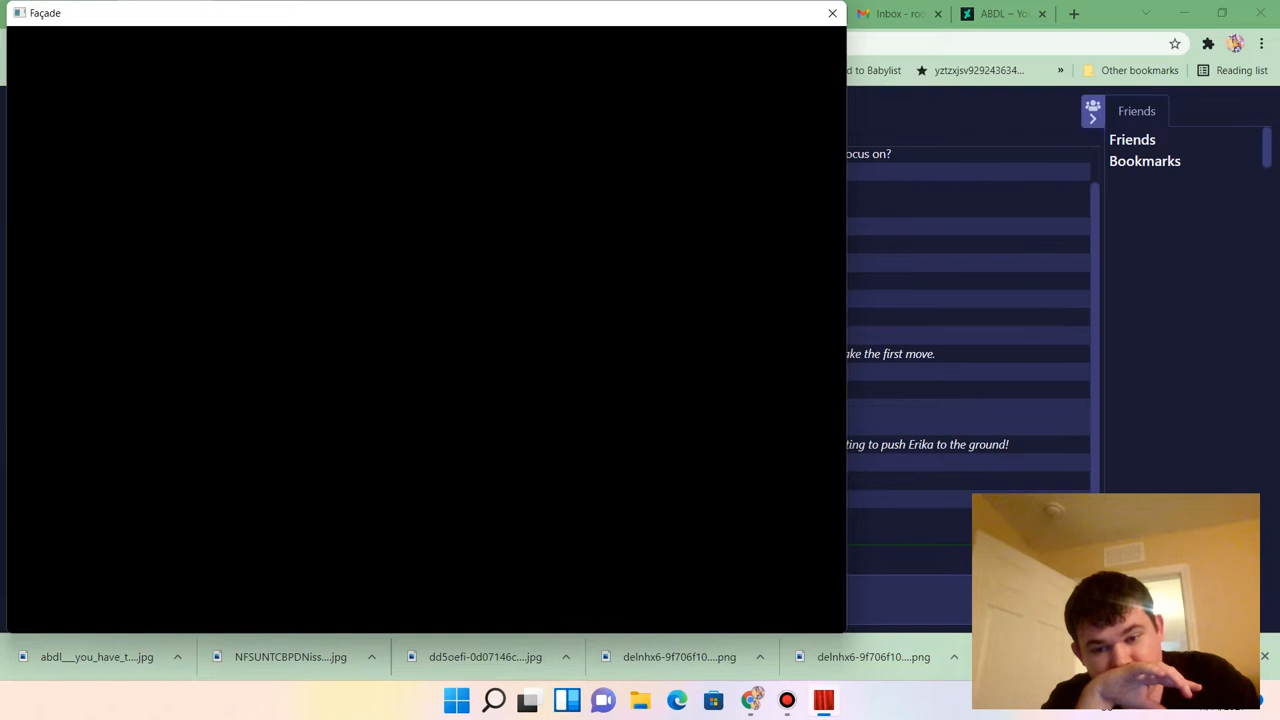 Façade
Inbox - roo
ABDL ~ Yo
d to Babylist
yztzxjsv929243634...
»
Other bookmarks
Reading list
Friends
ocus on?
Friends
Bookmarks
ake the first move.
ting to push Erika to the ground!
abdl___you_have_t....jpg
NFSUNTCBPDNiss....jpg
dd5oefi-0d07146c....jpg
delnhx6-9f706f10....png
delnhx6-9f706f10....png